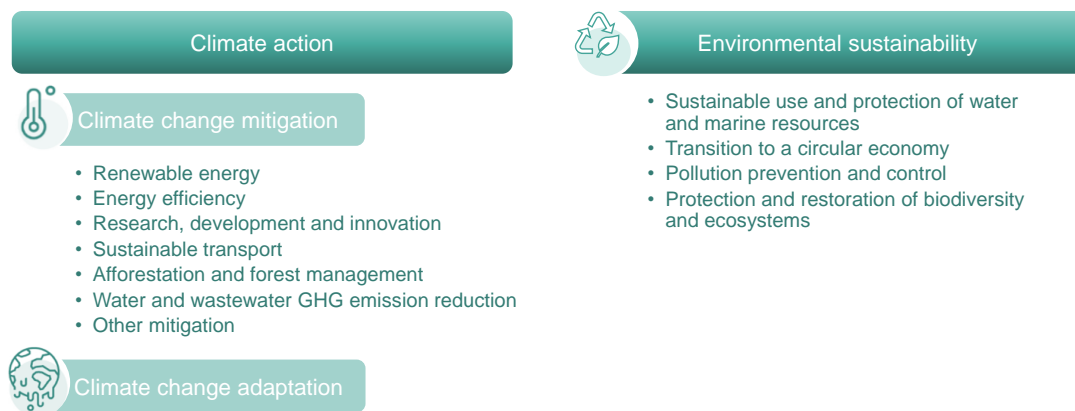 Climate action
Climate change mitigation
• Renewable energy
• Energy efficiency
• Research, development and innovation
• Sustainable transport
• Afforestation and forest management
• Water and wastewater GHG emission reduction
• Other mitigation
Climate change adaptation
Environmental sustainability
• Sustainable use and protection of water
and marine resources
• Transition to a circular economy
• Pollution prevention and control
• Protection and restoration of biodiversity
and ecosystems